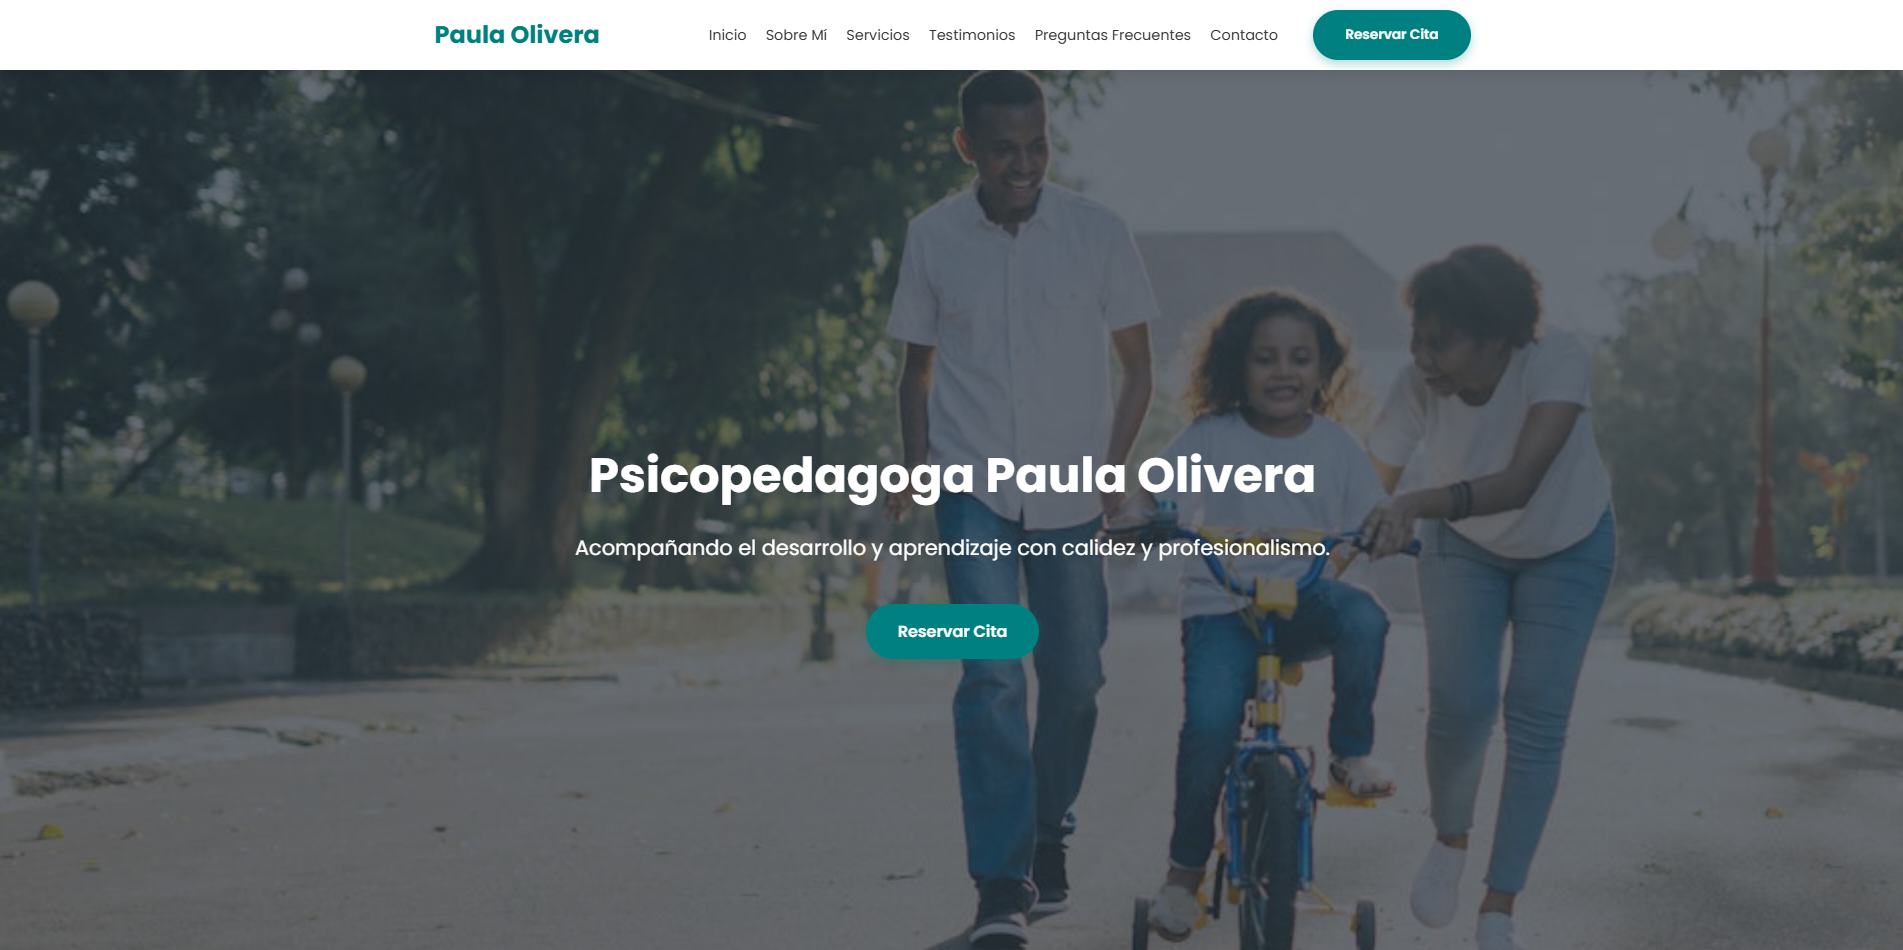 Paula Olivera
Inicio Sobre Mí Servicios Testimonios Preguntas Frecuentes Contacto Reservar Cita
Psicopedagoga Paula Olivera
Acompañando el desarrollo y aprendizaje con calidez y profesionalismo.
Reservar Cita